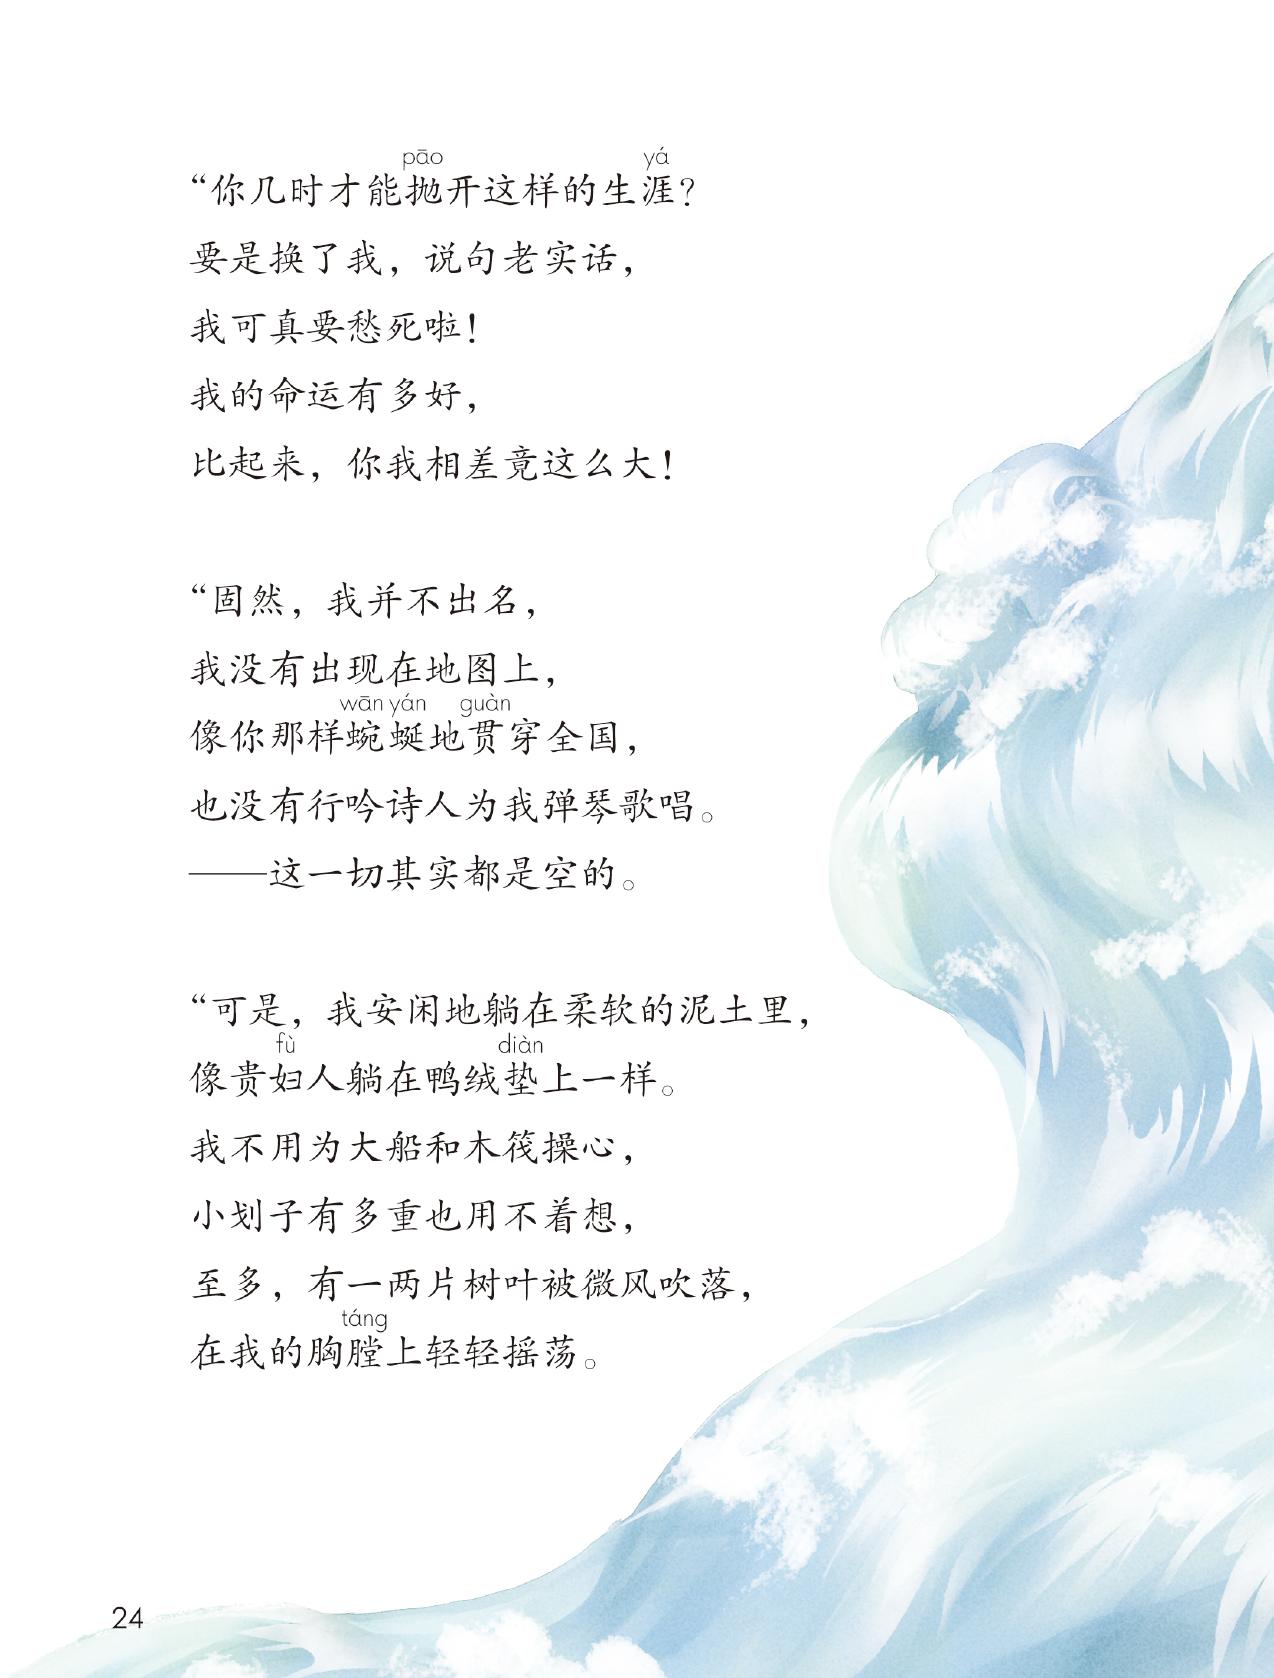 pāo yá
“你几时才能抛开这样的生涯？
要是换了我，说句老实话，
我可真要愁死啦！
我的命运有多好，
比起来，你我相差竟这么大！
“固然，我并不出名，
我没有出现在地图上，
wān yán guàn
像你那样蜿蜒地贯穿全国，
也没有行吟诗人为我弹琴歌唱。
——这一切其实都是空的。
“可是，我安闲地躺在柔软的泥土里，
fù diàn
像贵妇人躺在鸭绒垫上一样。
我不用为大船和木筏操心，
小划子有多重也用不着想，
至多，有一两片树叶被微风吹落，
táng
在我的胸膛上轻轻摇荡。
24